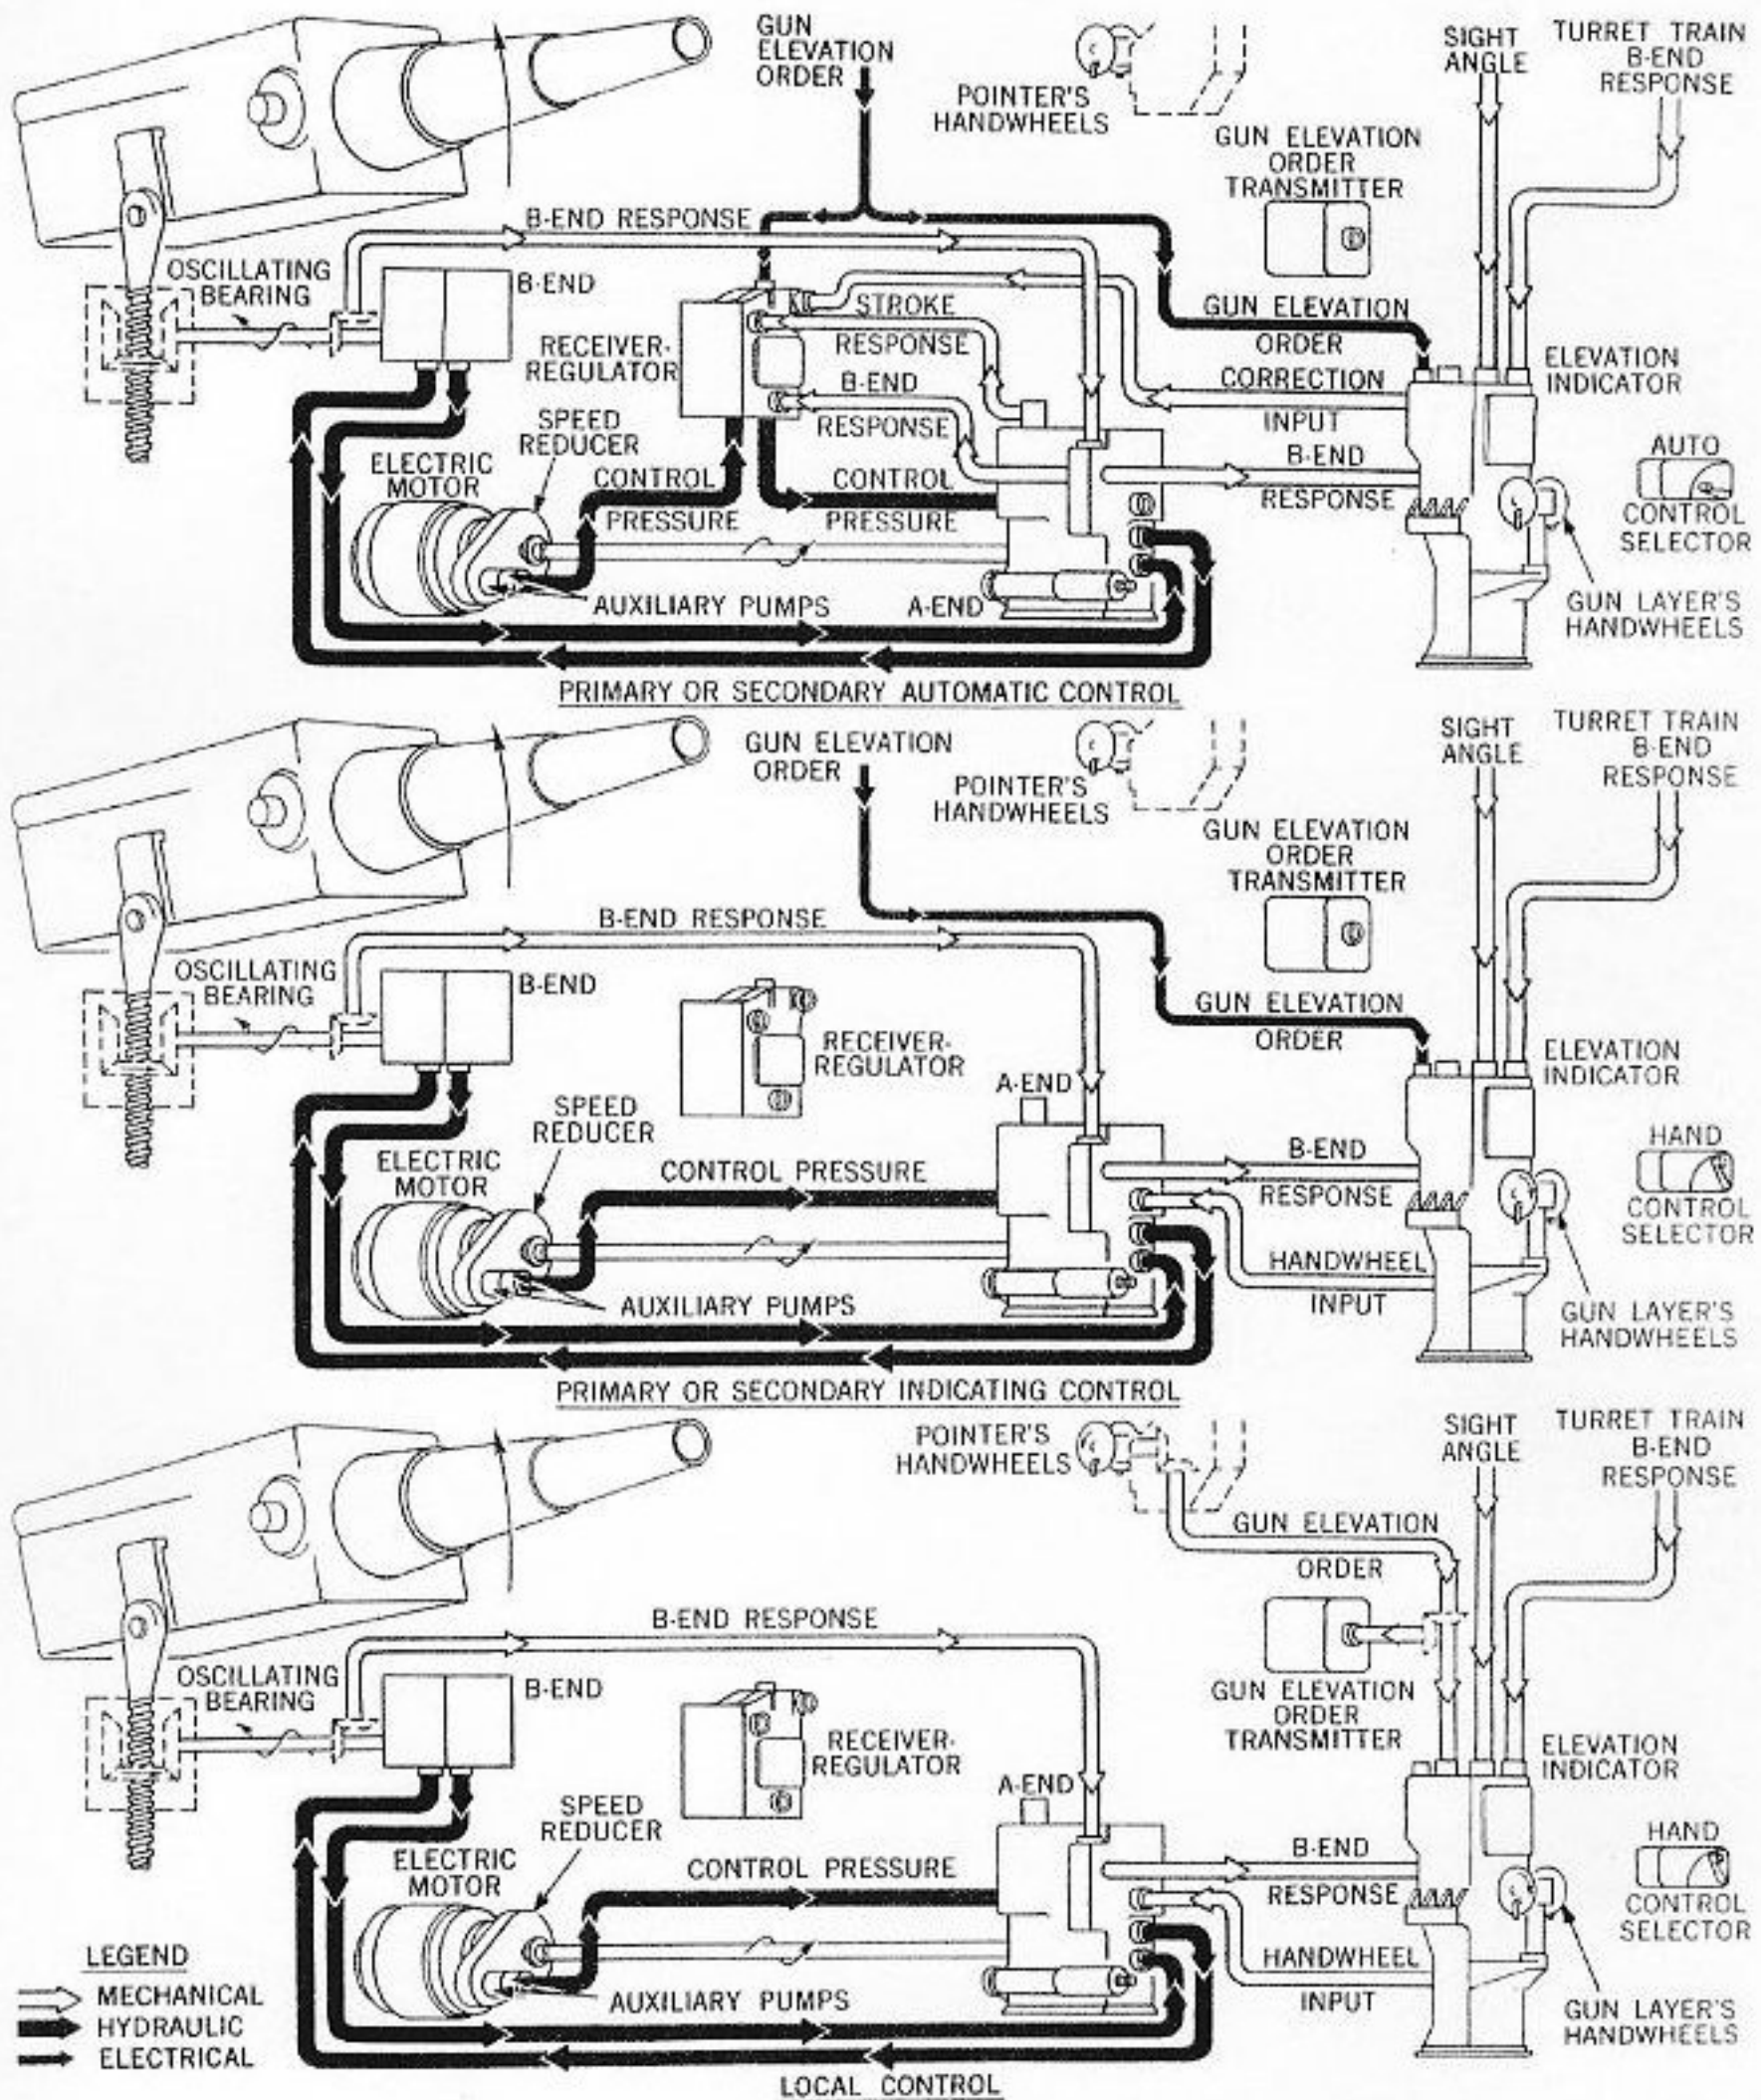 GUN
ELEVATION
ORDER
POINTER'S
HANDWHEELS
SIGHT
ANGLE
TURRET TRAIN
B-END
RESPONSE
GUN ELEVATION
ORDER
TRANSMITTER
B-END RESPONSE
OSCILLATING
BEARING
B-END
RECEIVER-
REGULATOR
STROKE
RESPONSE
B-END
RESPONSE
GUN ELEVATION
ORDER
CORRECTION
INPUT
B-END
RESPONSE
ELEVATION
INDICATOR
AUTO
CONTROL
SELECTOR
SPEED
REDUCER
ELECTRIC
MOTOR
CONTROL
PRESSURE
CONTROL
PRESSURE
AUXILIARY PUMPS
A-END
GUN LAYER'S
HANDWHEELS
PRIMARY OR SECONDARY AUTOMATIC CONTROL
GUN ELEVATION
ORDER
POINTER'S
HANDWHEELS
SIGHT
ANGLE
TURRET TRAIN
B-END
RESPONSE
GUN ELEVATION
ORDER
TRANSMITTER
B-END RESPONSE
OSCILLATING
BEARING
B-END
RECEIVER-
REGULATOR
GUN ELEVATION
ORDER
ELEVATION
INDICATOR
A-END
SPEED
REDUCER
ELECTRIC
MOTOR
CONTROL PRESSURE
B-END
RESPONSE
HAND
CONTROL
SELECTOR
HANDWHEEL
INPUT
AUXILIARY PUMPS
GUN LAYER'S
HANDWHEELS
PRIMARY OR SECONDARY INDICATING CONTROL
POINTER'S
HANDWHEELS
SIGHT
ANGLE
TURRET TRAIN
B-END
RESPONSE
GUN ELEVATION
ORDER
B-END RESPONSE
OSCILLATING
BEARING
B-END
RECEIVER-
REGULATOR
GUN ELEVATION
ORDER
TRANSMITTER
ELEVATION
INDICATOR
A-END
SPEED
REDUCER
ELECTRIC
MOTOR
CONTROL PRESSURE
B-END
RESPONSE
HAND
CONTROL
SELECTOR
HANDWHEEL
INPUT
AUXILIARY PUMPS
GUN LAYER'S
HANDWHEELS
LEGEND
MECHANICAL
HYDRAULIC
ELECTRICAL
LOCAL CONTROL